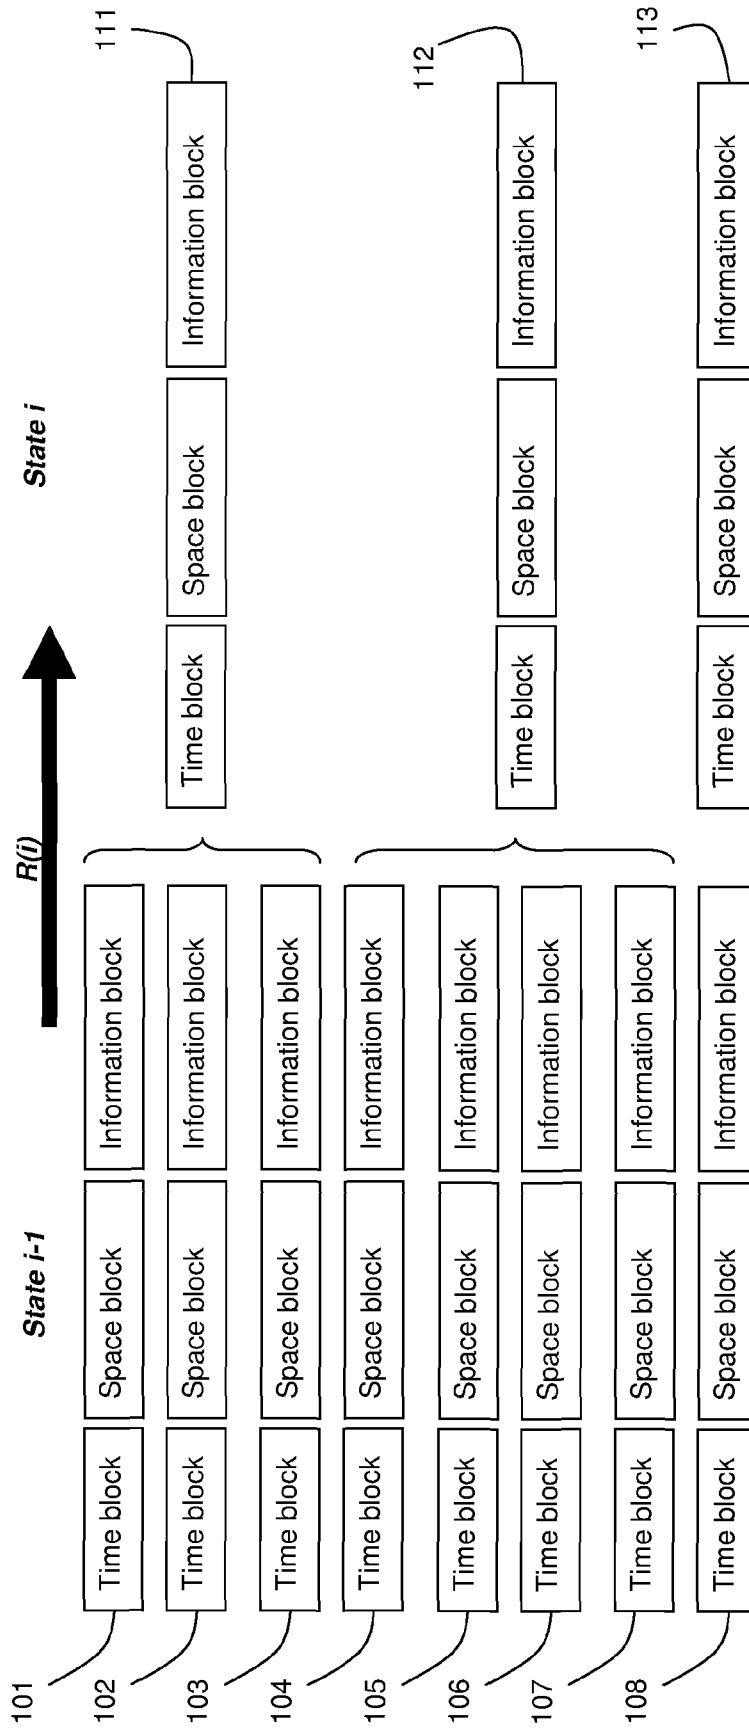 State i-1
R(i)
State i
101
Time block
Space block
Information block
102
Time block
Space block
Information block
103
Time block
Space block
Information block
104
Time block
Space block
Information block
105
Time block
Space block
Information block
106
Time block
Space block
Information block
107
Time block
Space block
Information block
108
Time block
Space block
Information block
Time block
Space block
Information block
111
Time block
Space block
Information block
112
Time block
Space block
Information block
113